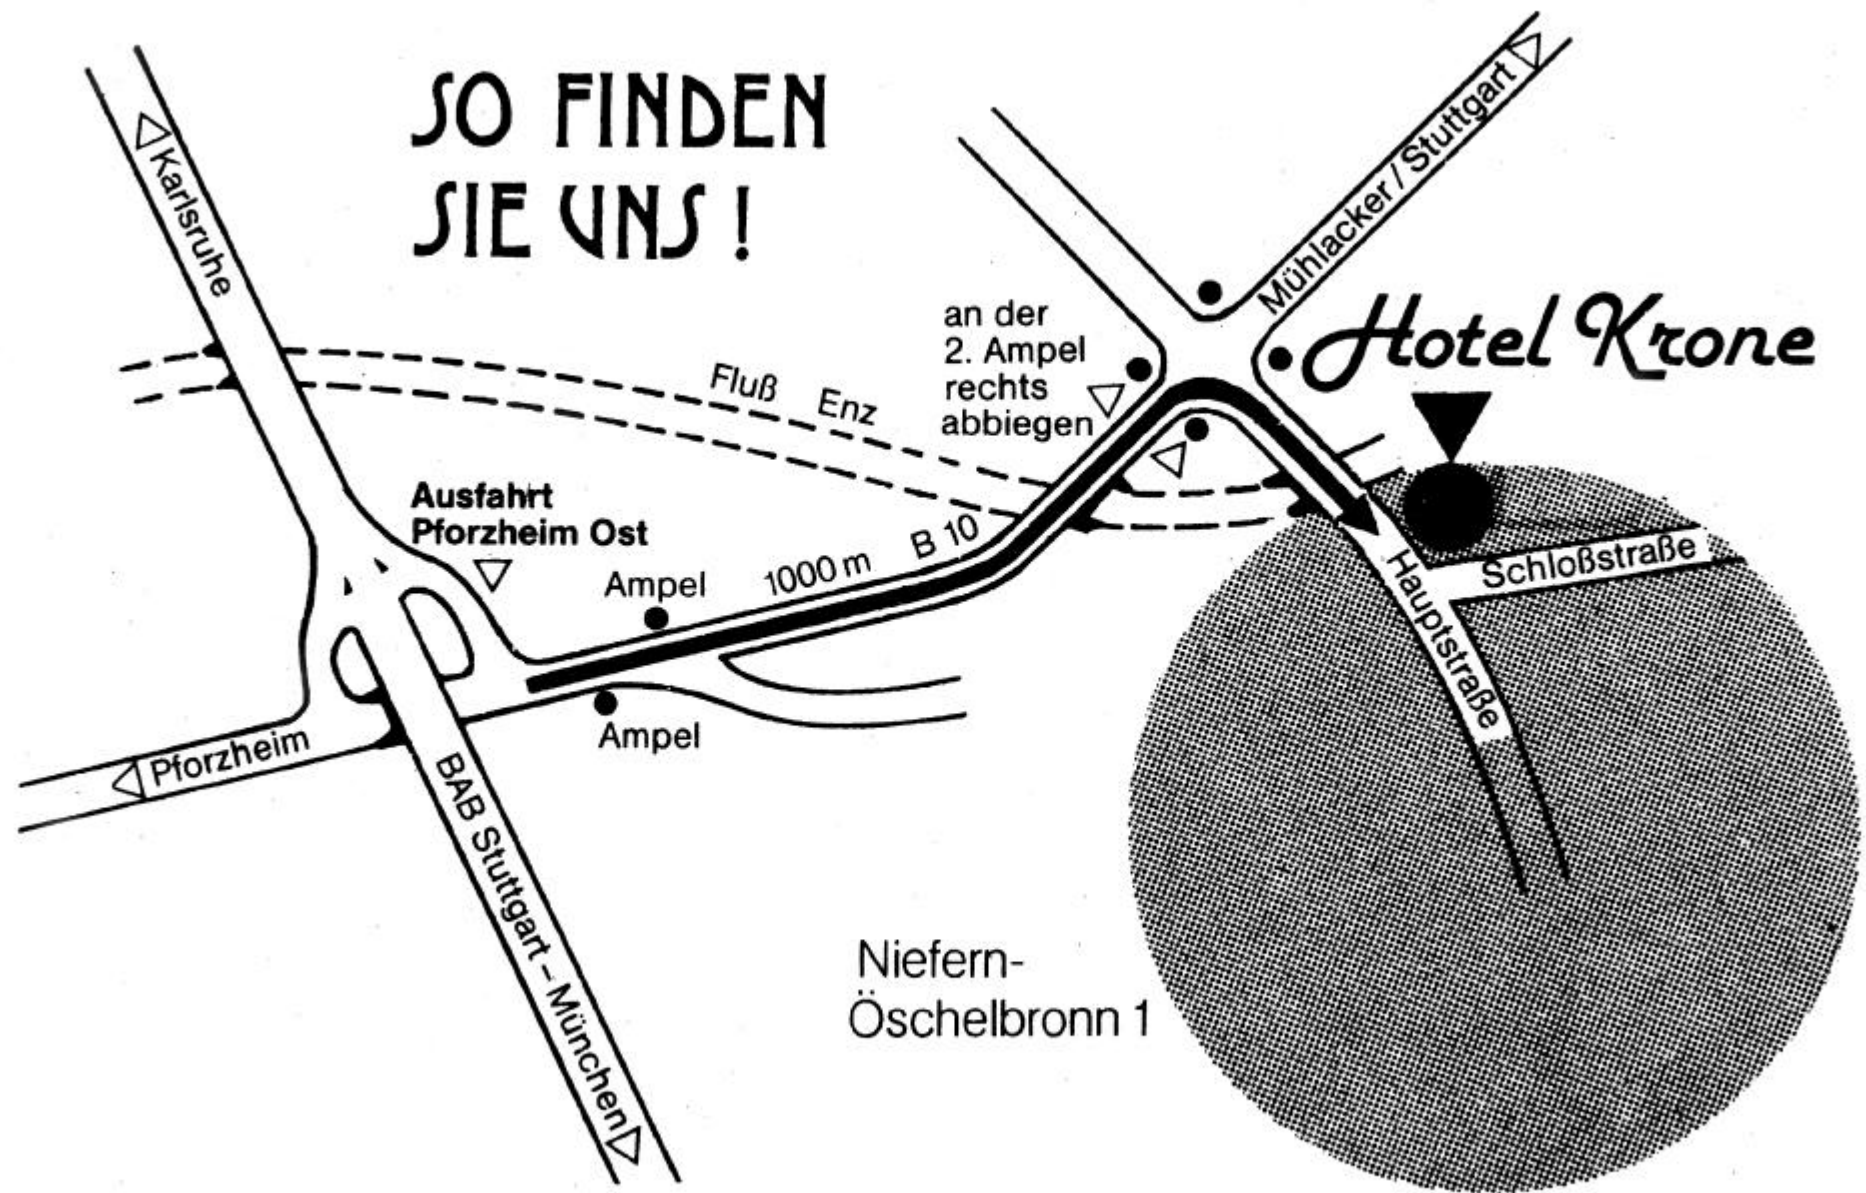 SO FINDEN
SIE UNS!
Karlsruhe
Mühlacker / Stuttgart
an der
2. Ampel
rechts
abbiegen
Hotel Krone
Fluß Enz
Ausfahrt
Pforzheim Ost
Ampel
1000 m B 10
Schloßstraße
Hauptstraße
Ampel
Pforzheim
BAB Stuttgart – München
Niefern-
Öschelbronn 1